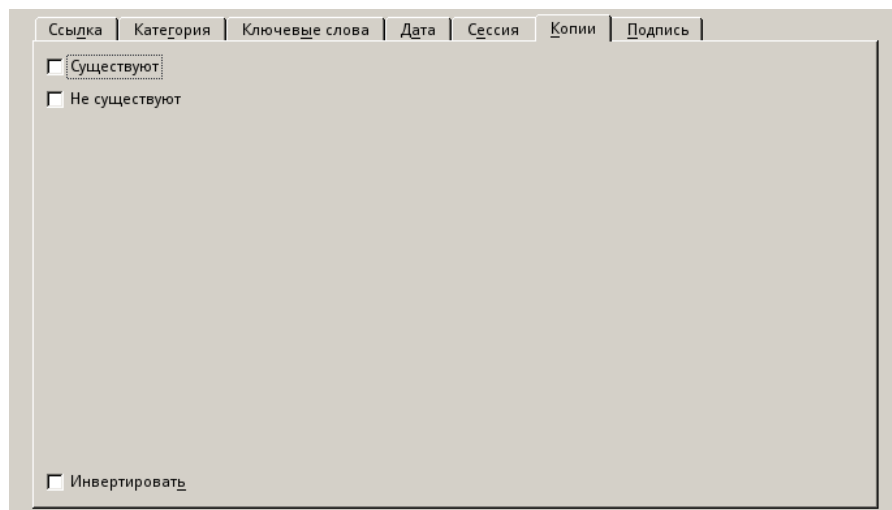 Ссылка Категория Ключевые слова Дата Сессия Копии Подпись
Существуют
Не существуют
Инвертировать